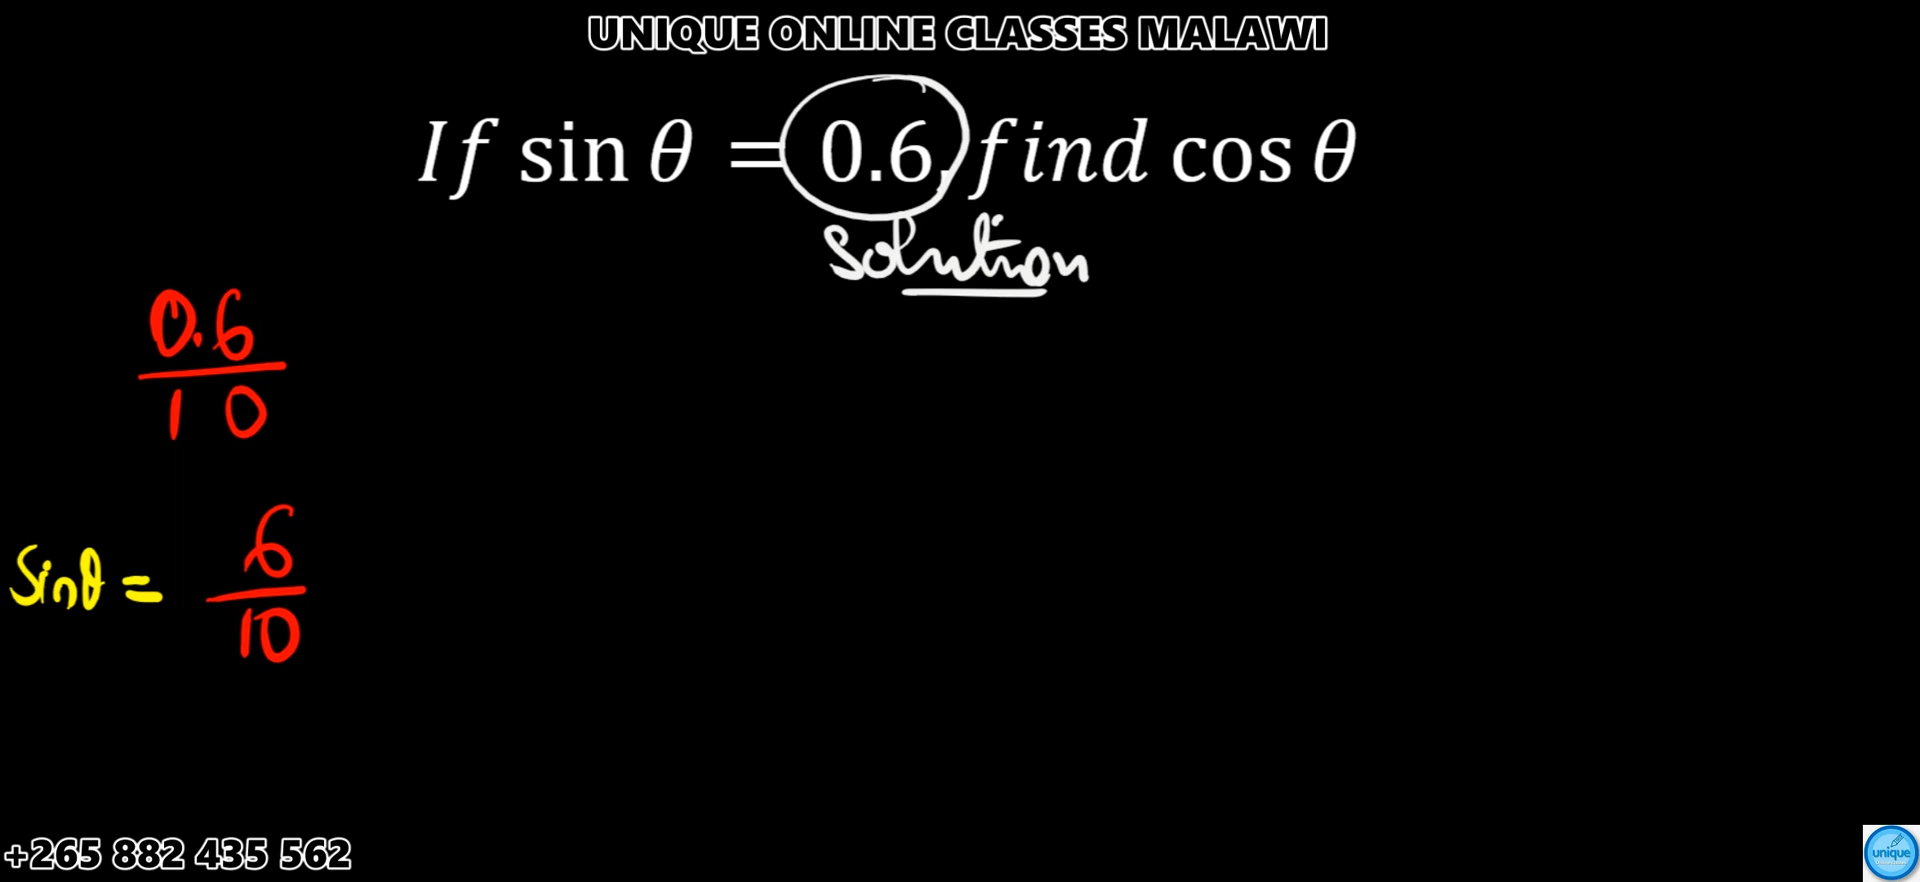 UNIQUE ONLINE CLASSES MALAWI
If sin θ = 0.6, find cos θ
Solution
0.6
10
Sinθ = 6
10
+265 882 435 562
unique